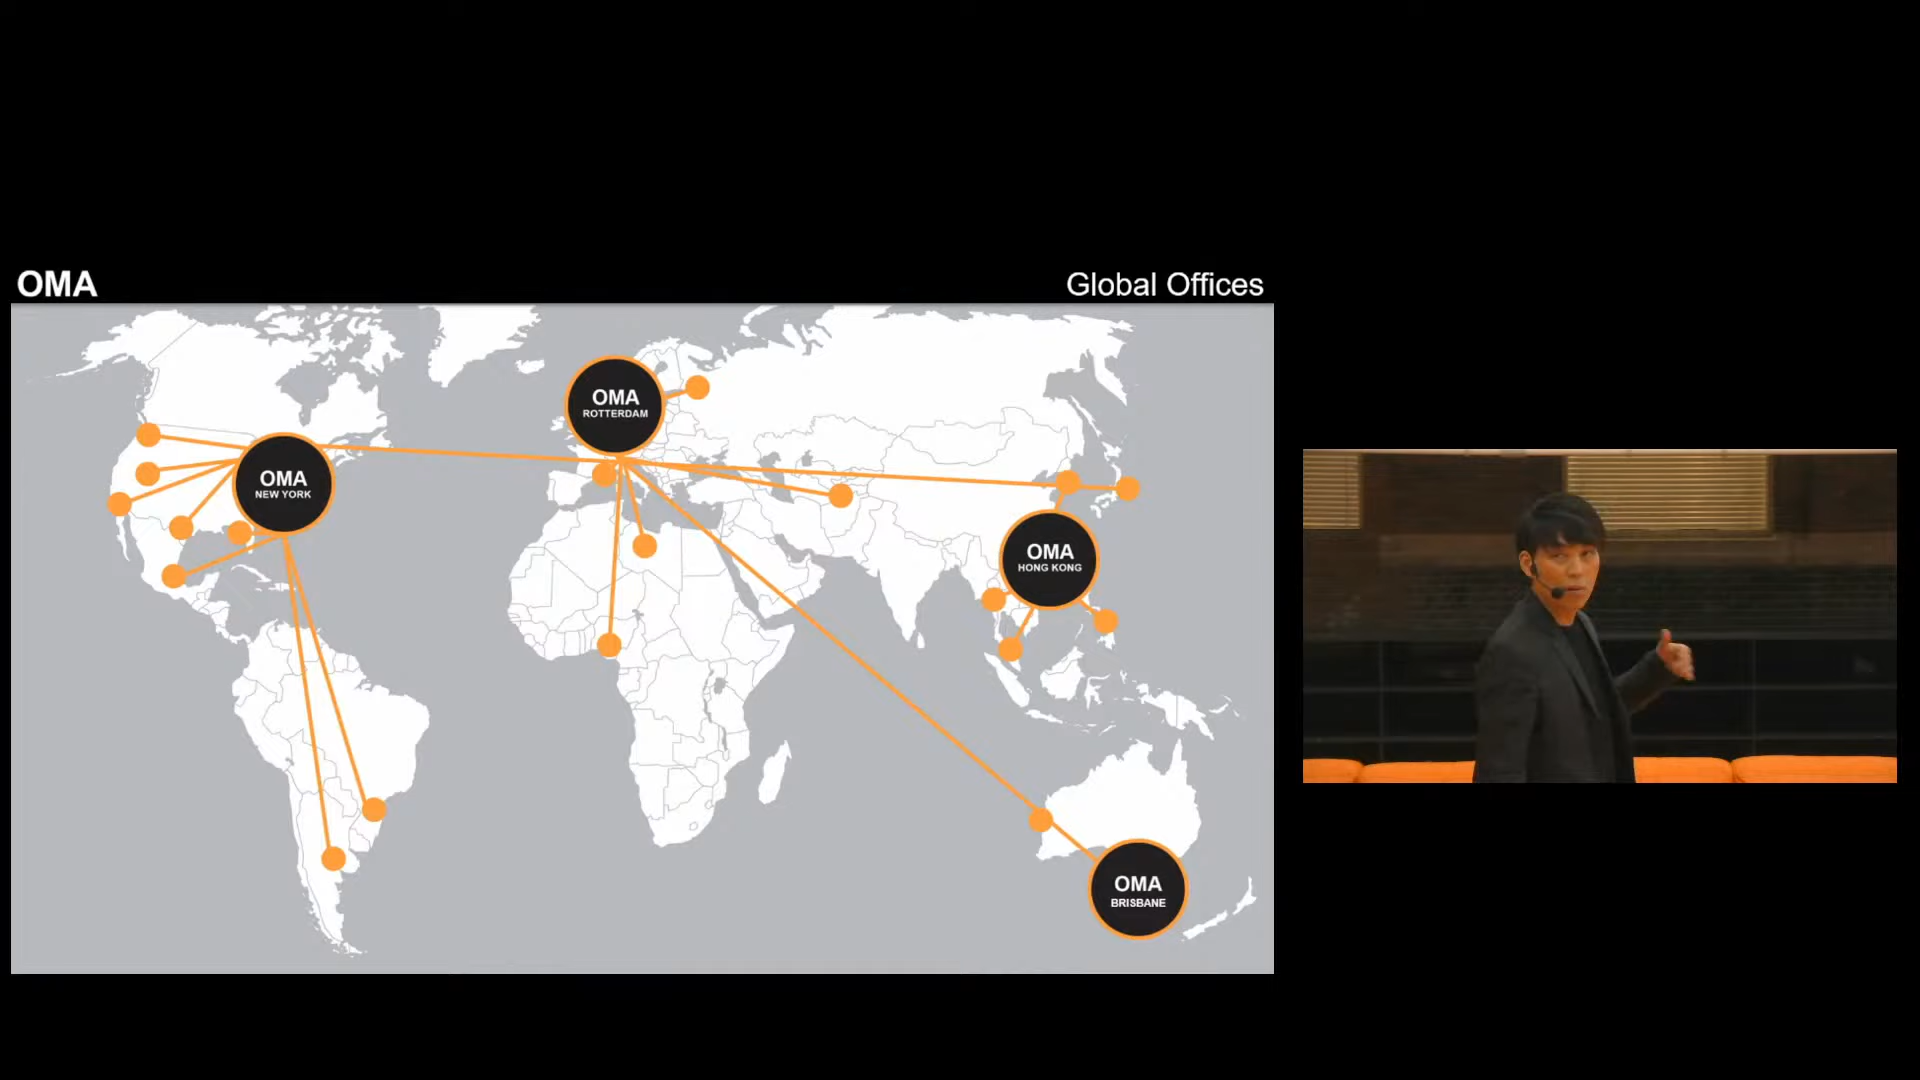 OMA
Global Offices
OMA
ROTTERDAM
OMA
NEW YORK
OMA
HONG KONG
OMA
BRISBANE